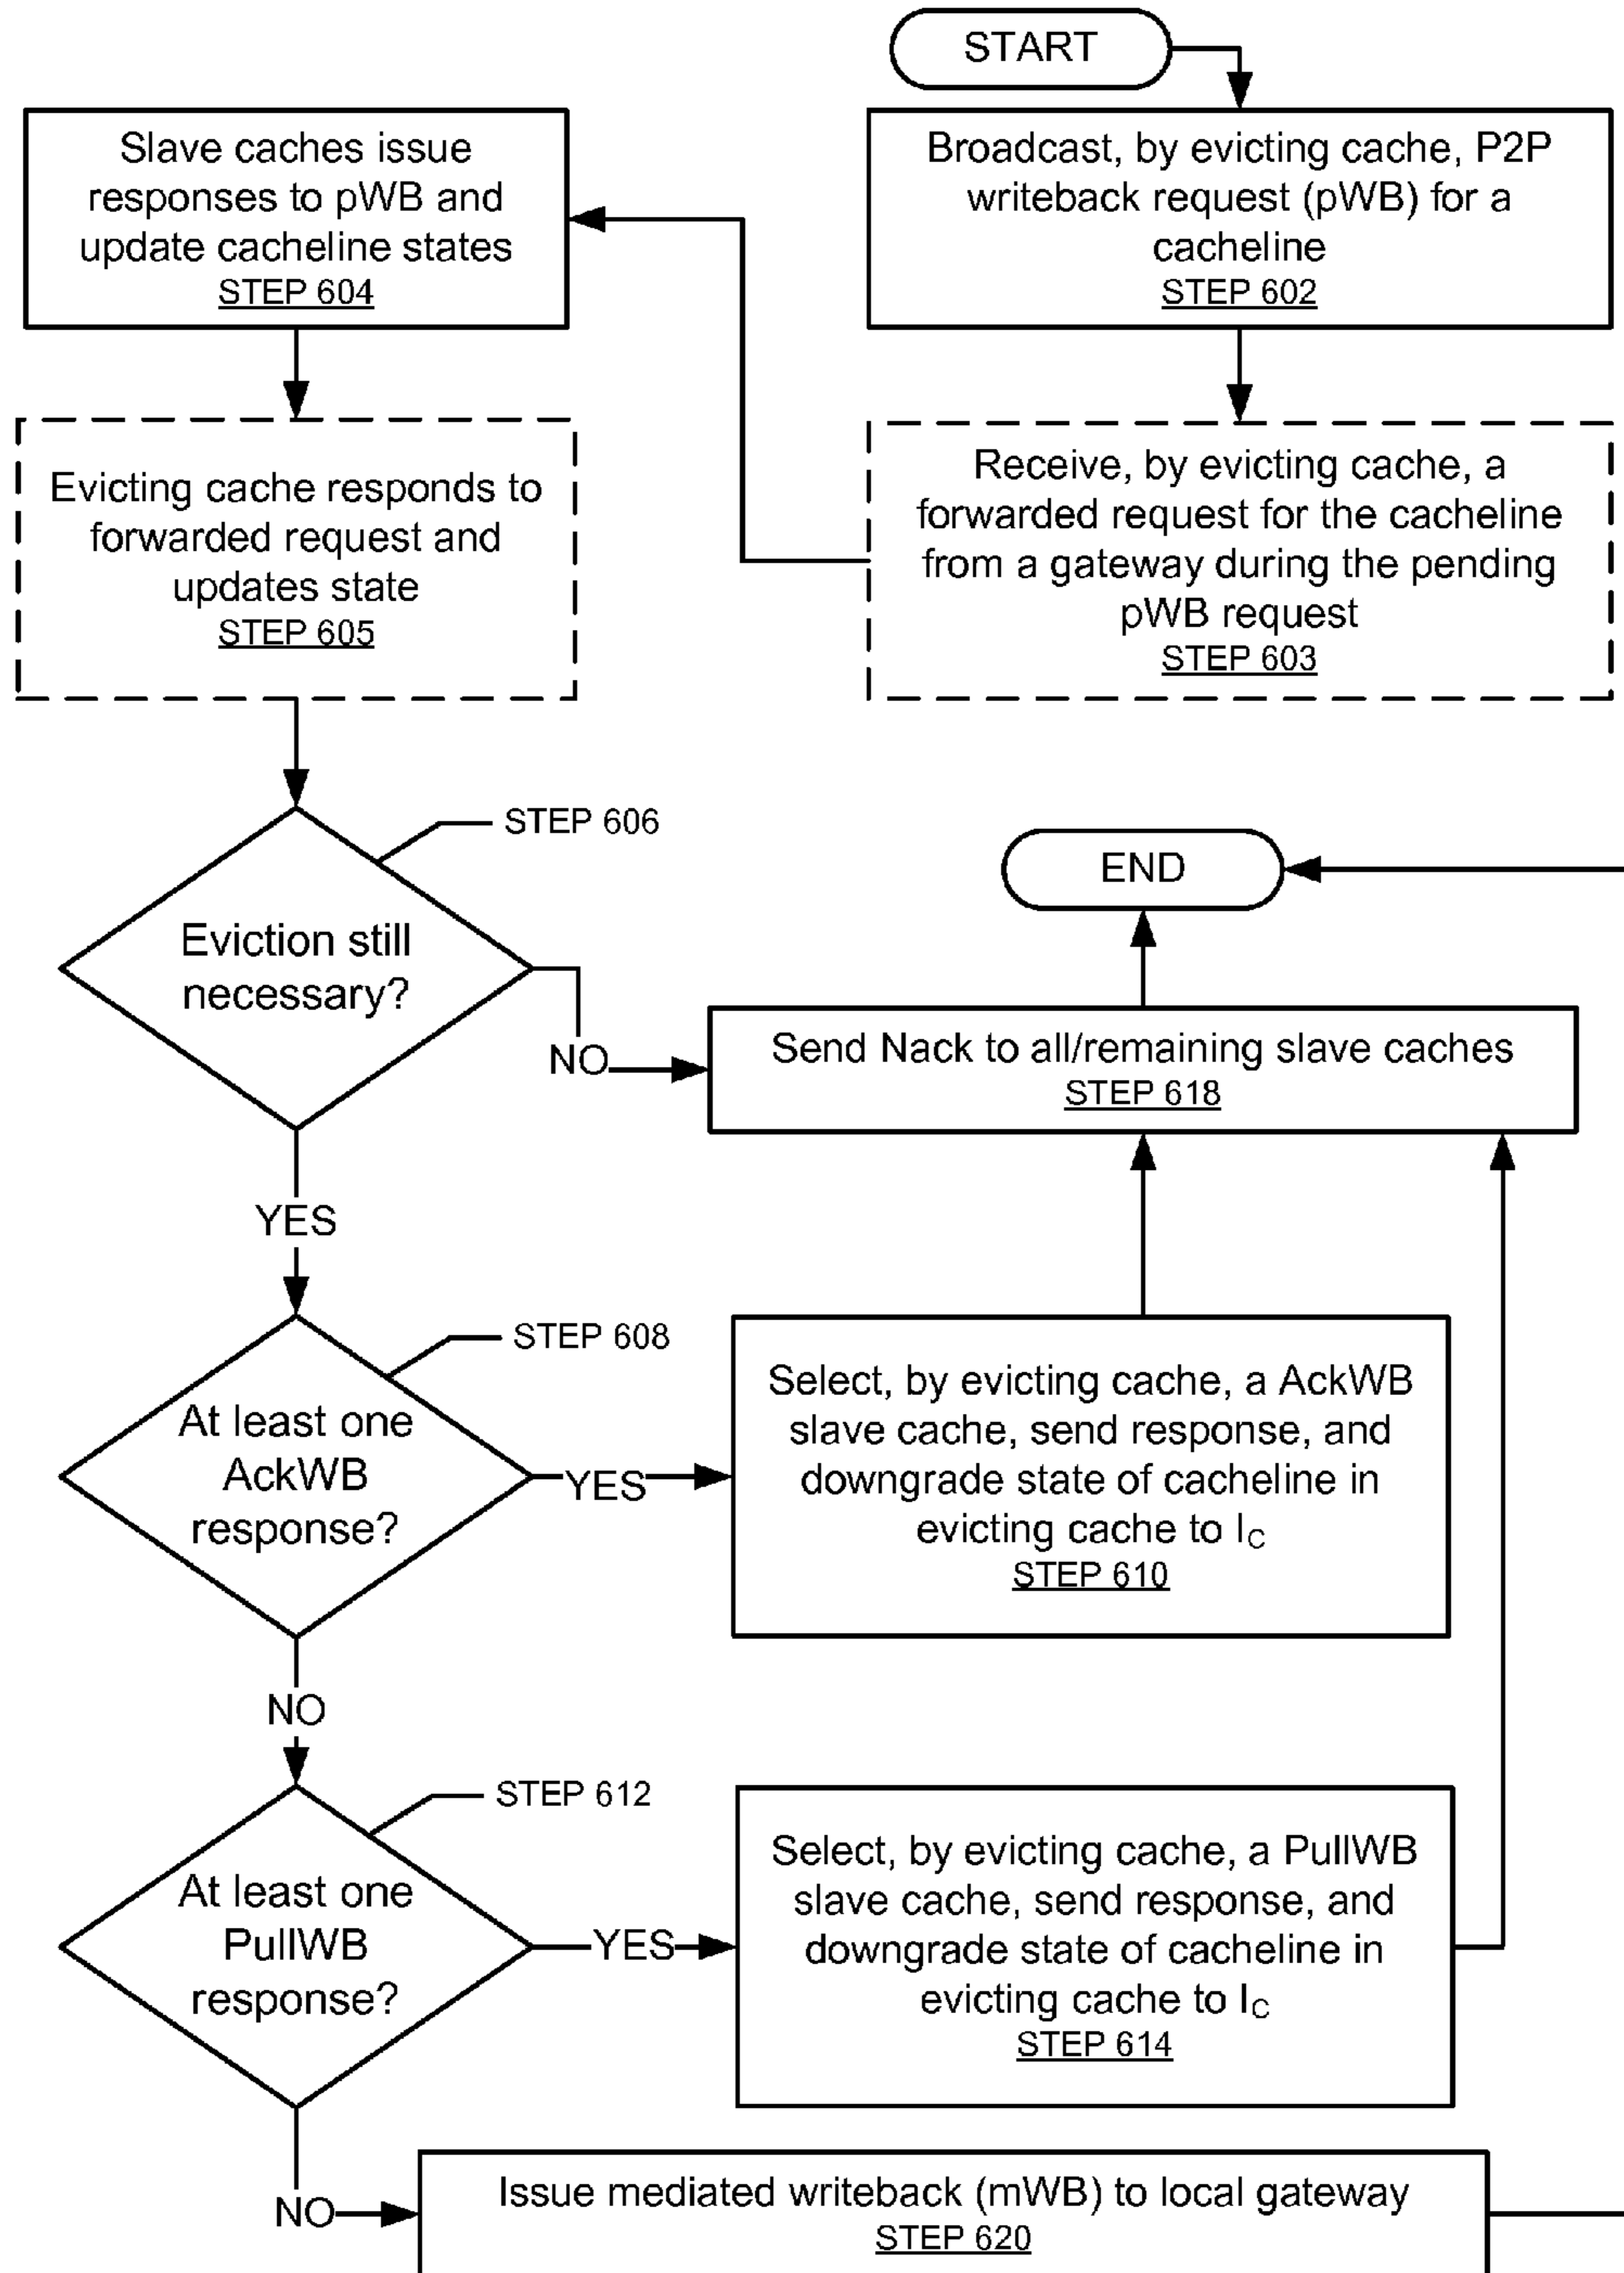 START
Broadcast, by evicting cache, P2P
writeback request (pWB) for a
cacheline
STEP 602
Receive, by evicting cache, a
forwarded request for the cacheline
from a gateway during the pending
pWB request
STEP 603
Slave caches issue
responses to pWB and
update cacheline states
STEP 604
Evicting cache responds to
forwarded request and
updates state
STEP 605
STEP 606
Eviction still
necessary?
NO
YES
END
Send Nack to all/remaining slave caches
STEP 618
STEP 608
At least one
AckWB
response?
YES
NO
Select, by evicting cache, a AckWB
slave cache, send response, and
downgrade state of cacheline in
evicting cache to IC
STEP 610
STEP 612
At least one
PullWB
response?
YES
NO
Select, by evicting cache, a PullWB
slave cache, send response, and
downgrade state of cacheline in
evicting cache to IC
STEP 614
Issue mediated writeback (mWB) to local gateway
STEP 620